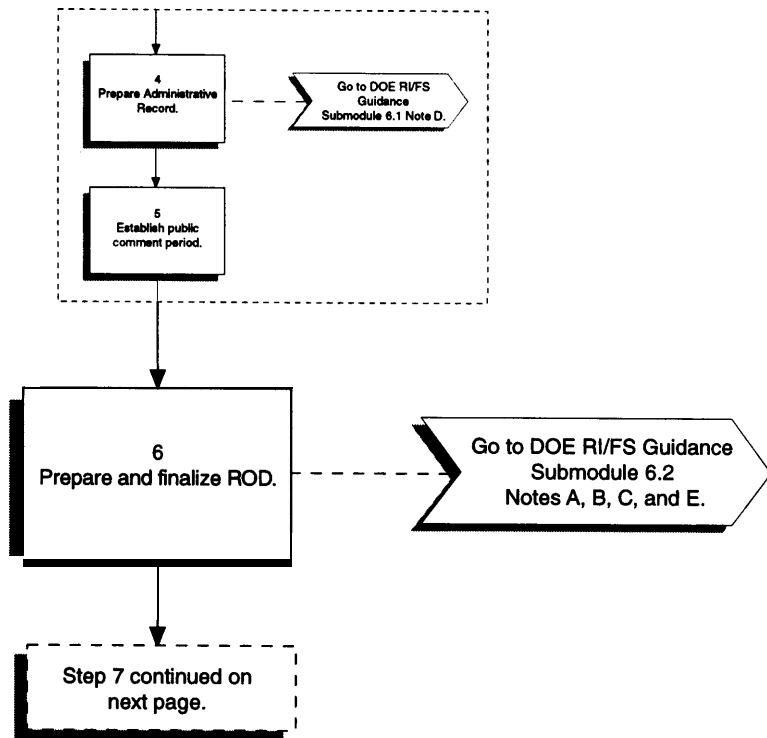 4
Prepare Administrative
Record.
Go to DOE RI/FS
Guidance
Submodule 6.1 Note D.
5
Establish public
comment period.
6
Prepare and finalize ROD.
Go to DOE RI/FS Guidance
Submodule 6.2
Notes A, B, C, and E.
Step 7 continued on
next page.